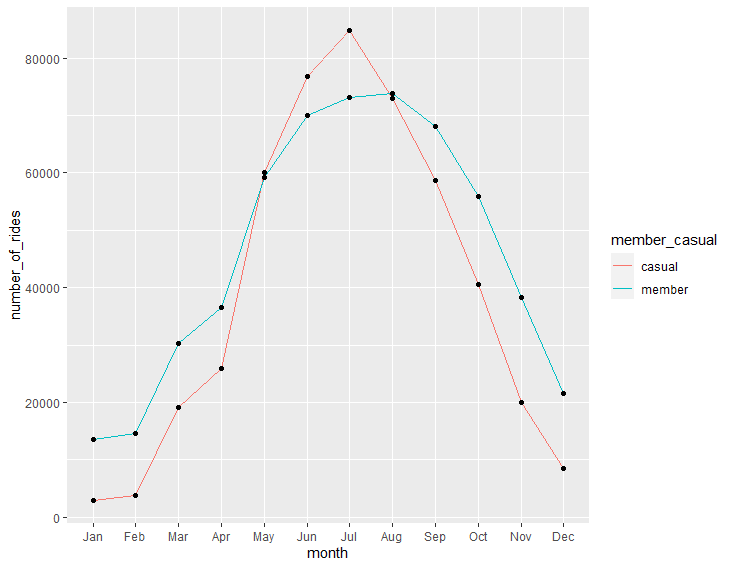 number_of_rides
80000
60000
40000
20000
0
Jan Feb Mar Apr May Jun Jul Aug Sep Oct Nov Dec
month
member_casual
casual
member